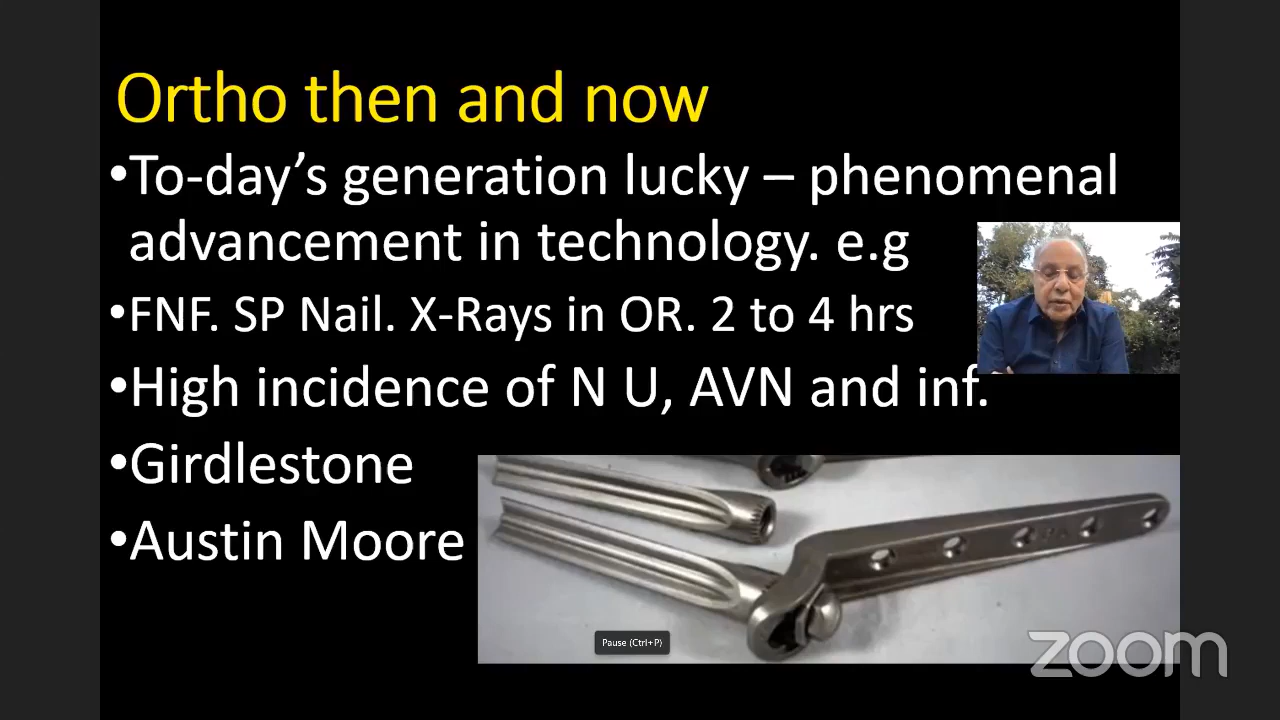 Ortho then and now
•To-day’s generation lucky – phenomenal
advancement in technology. e.g
•FNF. SP Nail. X-Rays in OR. 2 to 4 hrs
•High incidence of N U, AVN and inf.
•Girdlestone
•Austin Moore
Pause (Ctrl+P)
zoom